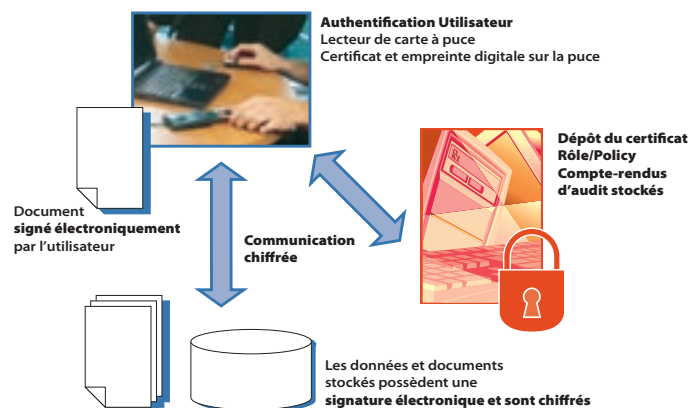 Authentification Utilisateur
Lecteur de carte à puce
Certificat et empreinte digitale sur la puce
Dépôt du certificat
Rôle/Policy
Compte-rendus
d’audit stockés
Document
signé électroniquement
par l’utilisateur
Communication
chiffrée
Les données et documents
stockés possèdent une
signature électronique et sont chiffrés